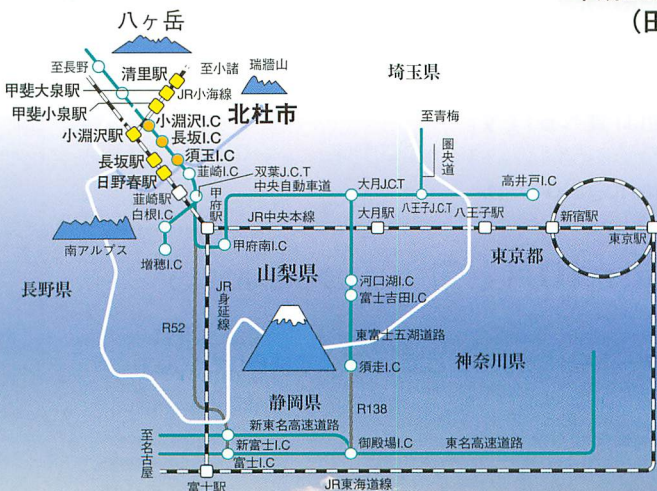 (田
八ヶ岳
至長野
清里駅
至小諸
瑞牆山
埼玉県
甲斐大泉駅
JR小海線
甲斐小泉駅
北杜市
小淵沢I.C
至青梅
小淵沢駅
長坂I.C
圏央道
長坂駅
須玉I.C
日野春駅
韮崎I.C
双葉J.C.T
大月J.C.T
高井戸I.C
韮崎駅
甲府駅
中央自動車道
八王子J.C.T
白根I.C
JR中央本線
大月駅
八王子駅
新宿駅
東京駅
南アルプス
甲府南I.C
東京都
増穂I.C
山梨県
長野県
JR身延線
河口湖I.C
富士吉田I.C
R52
東富士五湖道路
神奈川県
須走I.C
静岡県
R138
新東名高速道路
至名古屋
新富士I.C
御殿場I.C
東名高速道路
富士I.C
富士駅
JR東海道線